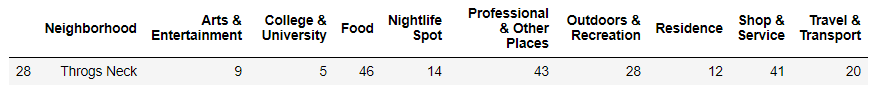 Neighborhood Arts & Entertainment College & University Food Nightlife Spot Professional & Other Places Outdoors & Recreation Residence Shop & Service Travel & Transport
28 Throgs Neck 9 5 46 14 43 28 12 41 20